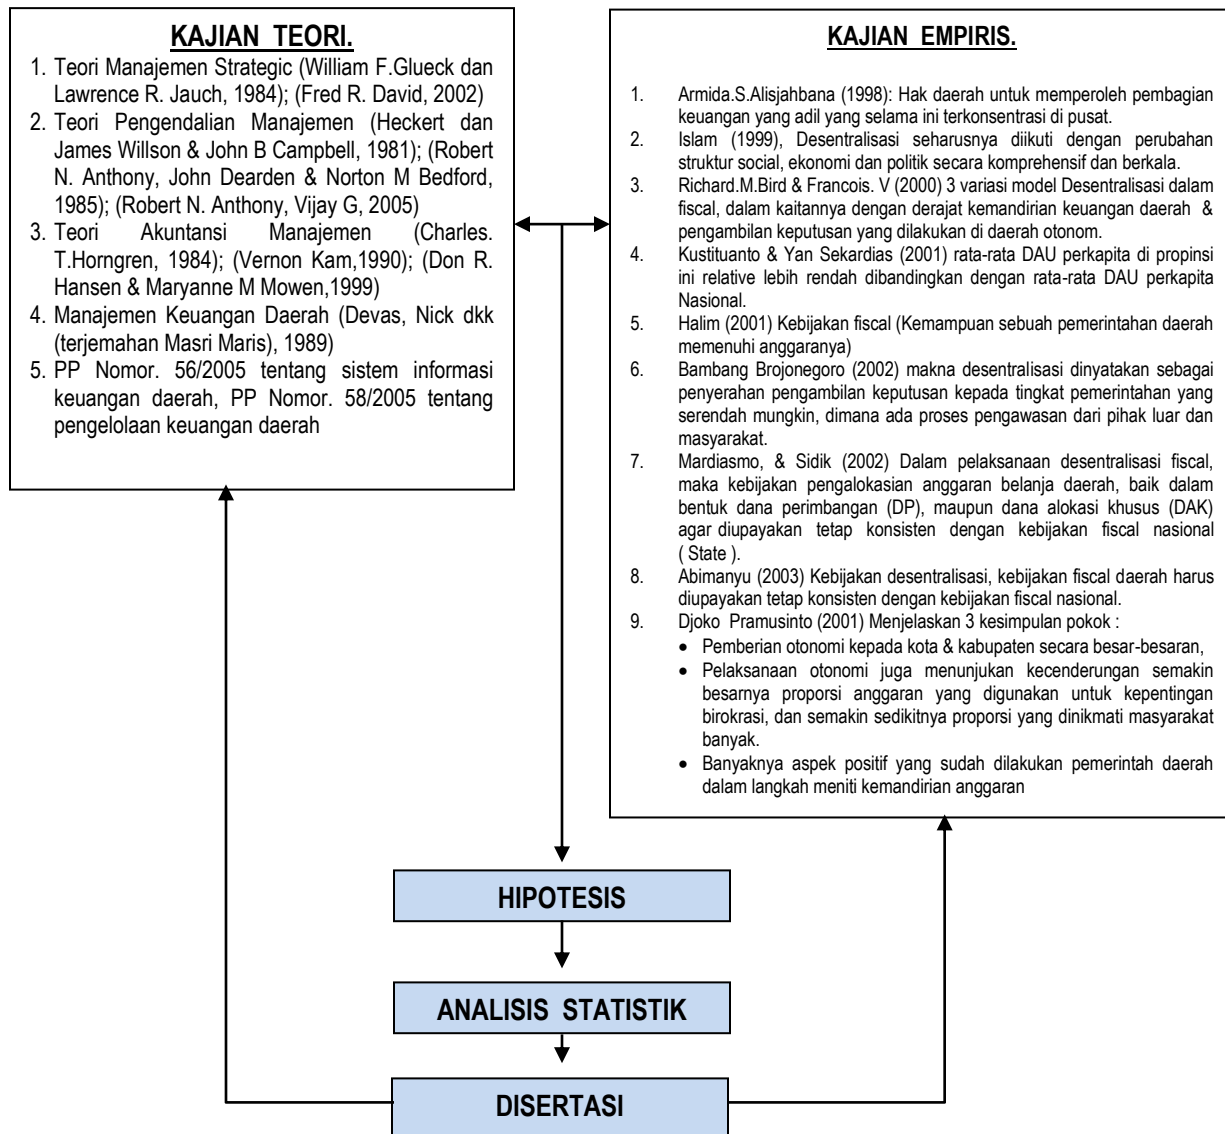 KAJIAN TEORI.
1. Teori Manajemen Strategic (William F.Glueck dan
Lawrence R. Jauch, 1984); (Fred R. David, 2002)
2. Teori Pengendalian Manajemen (Heckert dan
James Willson & John B Campbell, 1981); (Robert
N. Anthony, John Dearden & Norton M Bedford,
1985); (Robert N. Anthony, Vijay G, 2005)
3. Teori Akuntansi Manajemen (Charles.
T.Horngren, 1984); (Vernon Kam,1990); (Don R.
Hansen & Maryanne M Mowen,1999)
4. Manajemen Keuangan Daerah (Devas, Nick dkk
(terjemahan Masri Maris), 1989)
5. PP Nomor. 56/2005 tentang sistem informasi
keuangan daerah, PP Nomor. 58/2005 tentang
pengelolaan keuangan daerah
KAJIAN EMPIRIS.
1. Armida.S.Alisjahbana (1998): Hak daerah untuk memperoleh pembagian
keuangan yang adil yang selama ini terkonsentrasi di pusat.
2. Islam (1999), Desentralisasi seharusnya diikuti dengan perubahan
struktur social, ekonomi dan politik secara komprehensif dan berkala.
3. Richard.M.Bird & Francois. V (2000) 3 variasi model Desentralisasi dalam
fiscal, dalam kaitannya dengan derajat kemandirian keuangan daerah &
pengambilan keputusan yang dilakukan di daerah otonom.
4. Kustituanto & Yan Sekardias (2001) rata-rata DAU perkapita di propinsi
ini relative lebih rendah dibandingkan dengan rata-rata DAU perkapita
Nasional.
5. Halim (2001) Kebijakan fiscal (Kemampuan sebuah pemerintahan daerah
memenuhi anggaranya)
6. Bambang Brojonegoro (2002) makna desentralisasi dinyatakan sebagai
penyerahan pengambilan keputusan kepada tingkat pemerintahan yang
serendah mungkin, dimana ada proses pengawasan dari pihak luar dan
masyarakat.
7. Mardiasmo, & Sidik (2002) Dalam pelaksanaan desentralisasi fiscal,
maka kebijakan pengalokasian anggaran belanja daerah, baik dalam
bentuk dana perimbangan (DP), maupun dana alokasi khusus (DAK)
agar diupayakan tetap konsisten dengan kebijakan fiscal nasional
( State ).
8. Abimanyu (2003) Kebijakan desentralisasi, kebijakan fiscal daerah harus
diupayakan tetap konsisten dengan kebijakan fiscal nasional.
9. Djoko Pramusinto (2001) Menjelaskan 3 kesimpulan pokok :
• Pemberian otonomi kepada kota & kabupaten secara besar-besaran,
• Pelaksanaan otonomi juga menunjukan kecenderungan semakin
besarnya proporsi anggaran yang digunakan untuk kepentingan
birokrasi, dan semakin sedikitnya proporsi yang dinikmati masyarakat
banyak.
• Banyaknya aspek positif yang sudah dilakukan pemerintah daerah
dalam langkah meniti kemandirian anggaran
HIPOTESIS
ANALISIS STATISTIK
DISERTASI